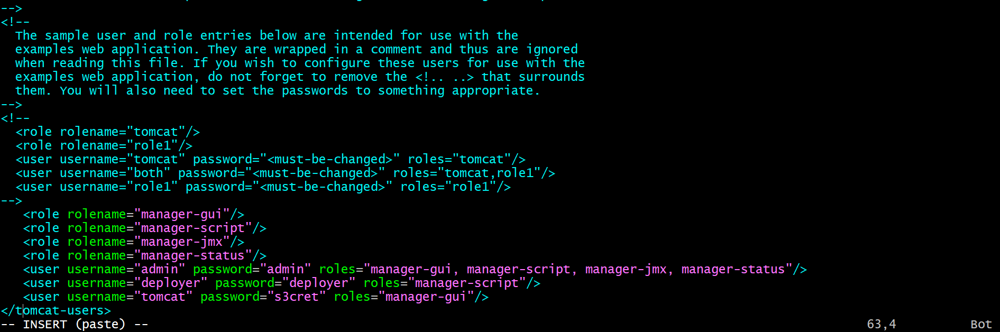 -->
<!--
  The sample user and role entries below are intended for use with the
  examples web application. They are wrapped in a comment and thus are ignored
  when reading this file. If you wish to configure these users for use with the
  examples web application, do not forget to remove the <!.. ..> that surrounds
  them. You will also need to set the passwords to something appropriate.
-->
<!--
  <role rolename="tomcat"/>
  <role rolename="role1"/>
  <user username="tomcat" password="<must-be-changed>" roles="tomcat"/>
  <user username="both" password="<must-be-changed>" roles="tomcat,role1"/>
  <user username="role1" password="<must-be-changed>" roles="role1"/>
-->
   <role rolename="manager-gui"/>
   <role rolename="manager-script"/>
   <role rolename="manager-jmx"/>
   <role rolename="manager-status"/>
   <user username="admin" password="admin" roles="manager-gui, manager-script, manager-jmx, manager-status"/>
   <user username="deployer" password="deployer" roles="manager-script"/>
   <user username="tomcat" password="s3cret" roles="manager-gui"/>
</tomcat-users>
-- INSERT (paste) -- 63,4 Bot